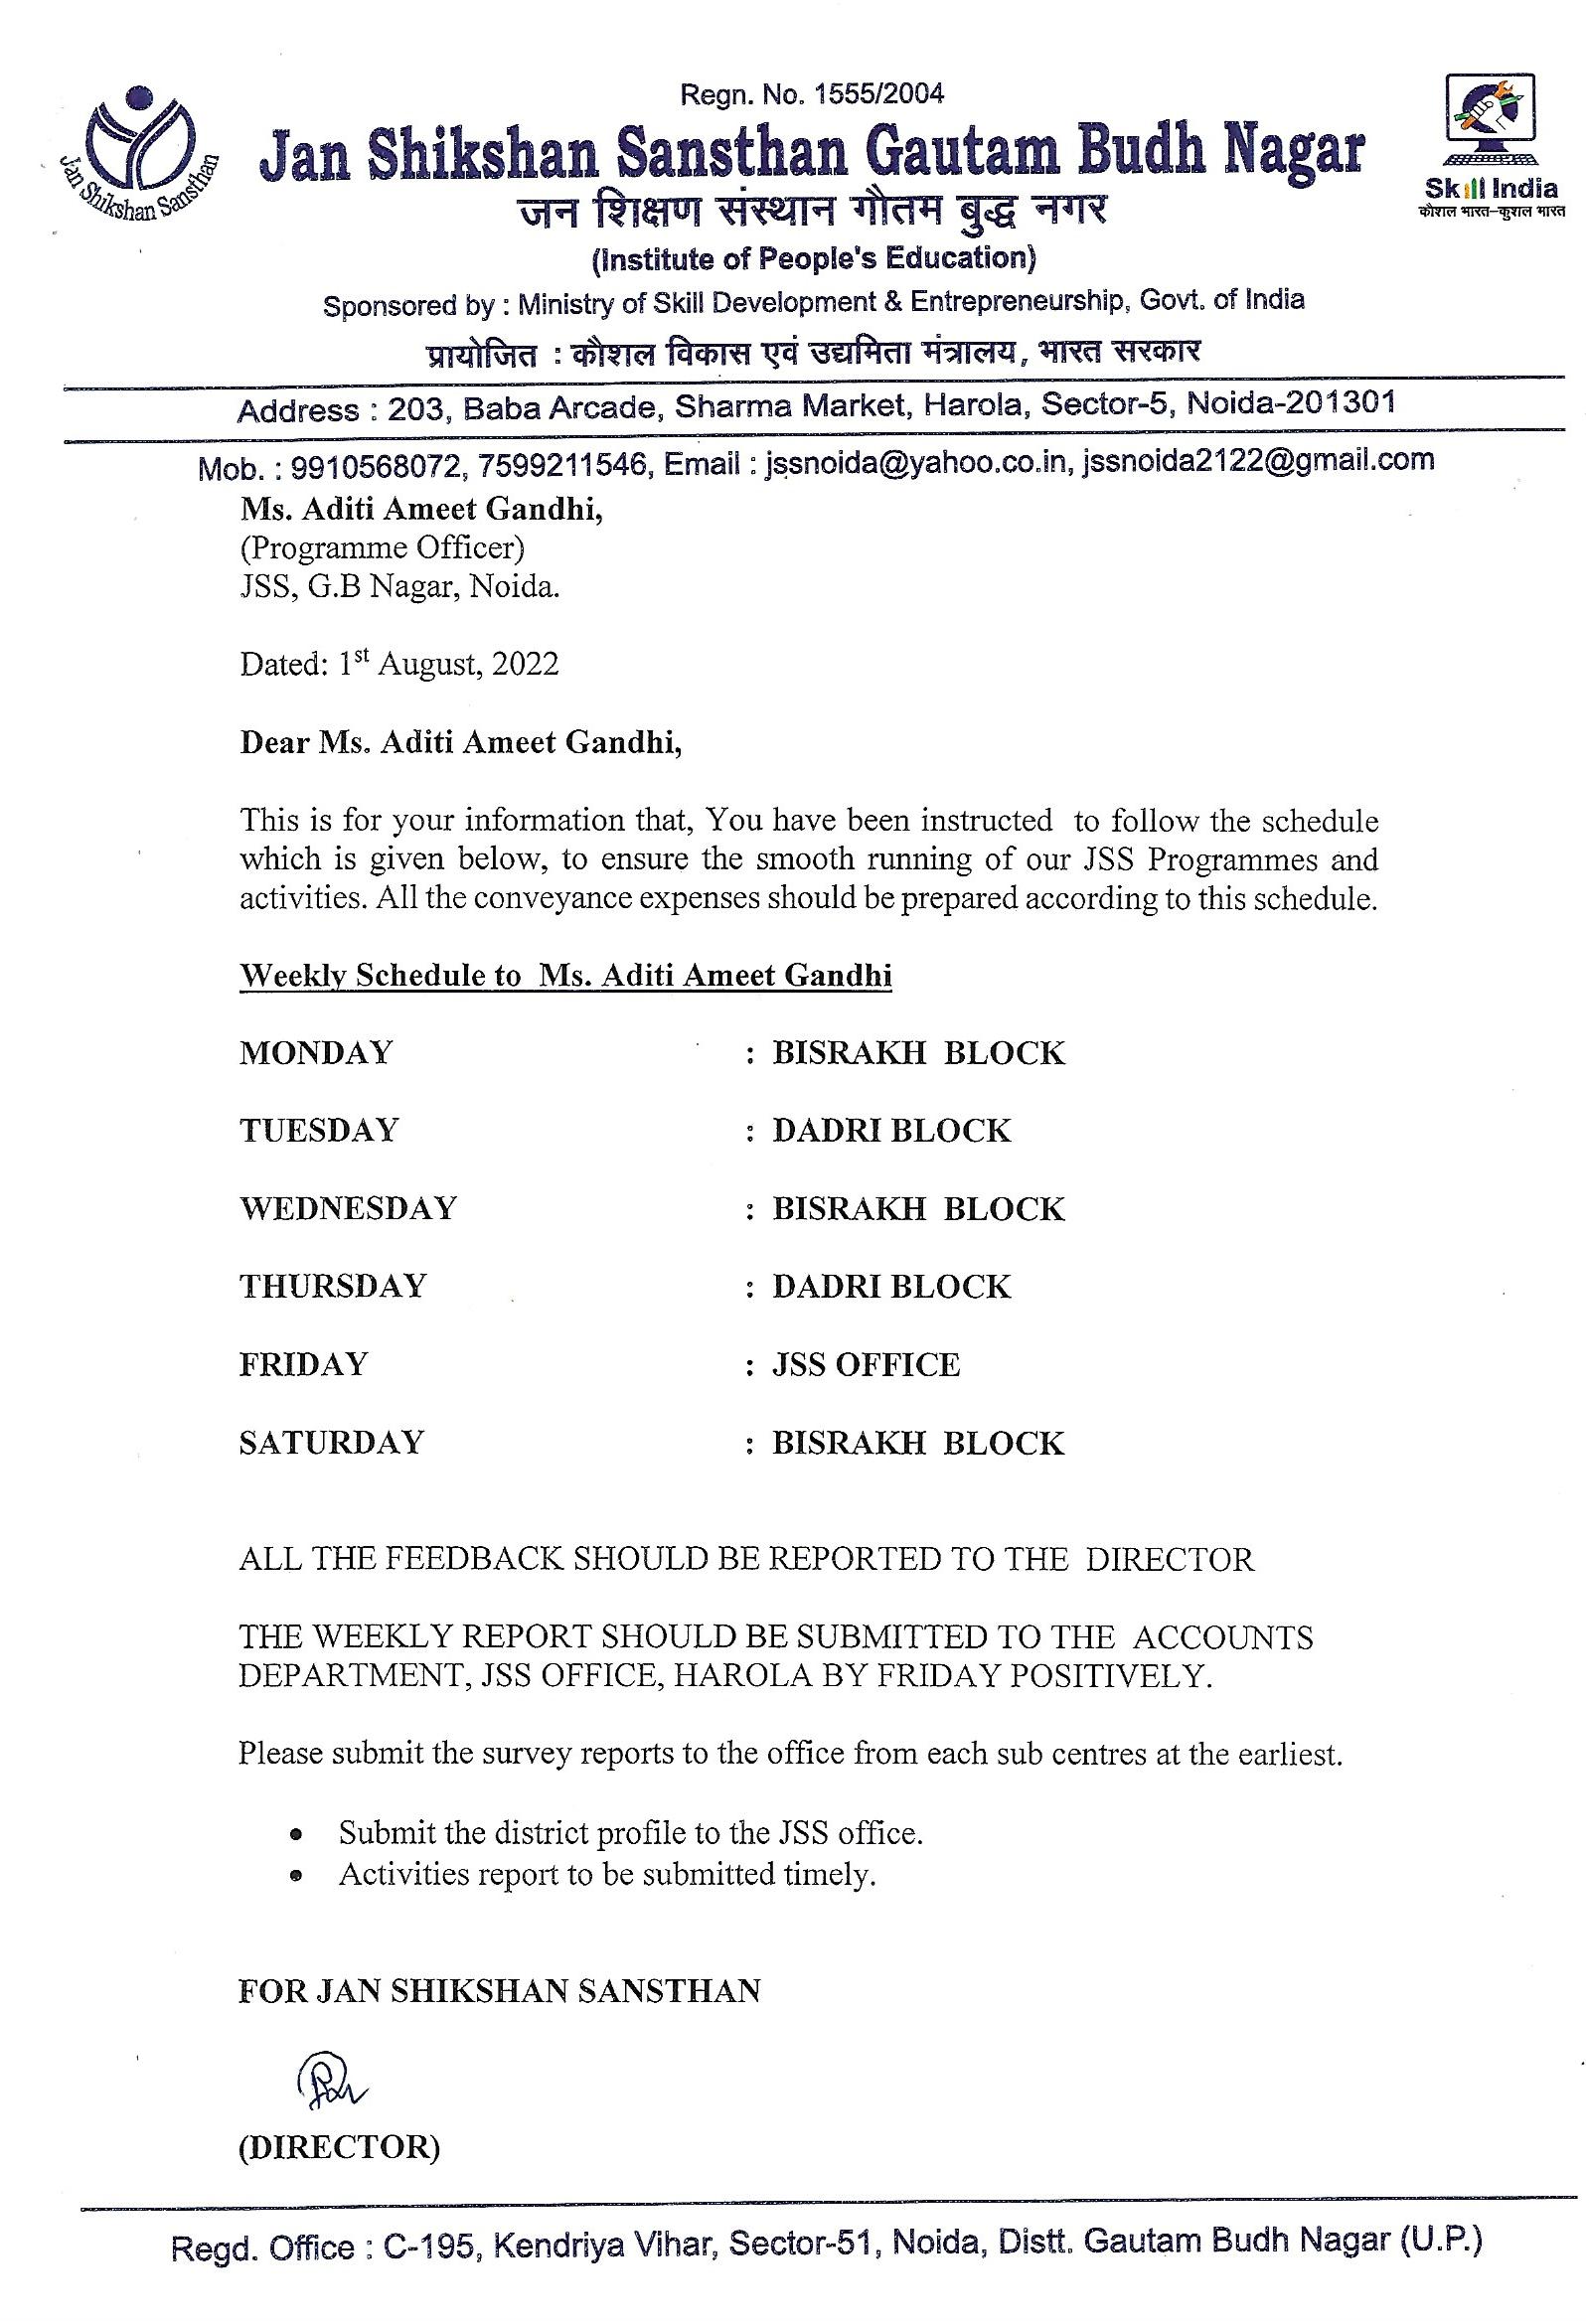 Regn. No. 1555/2004
Jan Shikshan Sansthan
Jan Shikshan Sansthan Gautam Budh Nagar
Skill India
कौशल भारत-कुशल भारत
जन शिक्षण संस्थान गौतम बुद्ध नगर
(Institute of People's Education)
Sponsored by : Ministry of Skill Development & Entrepreneurship, Govt. of India
प्रायोजित : कौशल विकास एवं उद्यमिता मंत्रालय, भारत सरकार
Address : 203, Baba Arcade, Sharma Market, Harola, Sector-5, Noida-201301
Mob. : 9910568072, 7599211546, Email : jssnoida@yahoo.co.in, jssnoida2122@gmail.com
Ms. Aditi Ameet Gandhi,
(Programme Officer)
JSS, G.B Nagar, Noida.
Dated: 1st August, 2022
Dear Ms. Aditi Ameet Gandhi,
This is for your information that, You have been instructed to follow the schedule
which is given below, to ensure the smooth running of our JSS Programmes and
activities. All the conveyance expenses should be prepared according to this schedule.
Weekly Schedule to Ms. Aditi Ameet Gandhi
MONDAY : BISRAKH BLOCK
TUESDAY : DADRI BLOCK
WEDNESDAY : BISRAKH BLOCK
THURSDAY : DADRI BLOCK
FRIDAY : JSS OFFICE
SATURDAY : BISRAKH BLOCK
ALL THE FEEDBACK SHOULD BE REPORTED TO THE DIRECTOR
THE WEEKLY REPORT SHOULD BE SUBMITTED TO THE ACCOUNTS
DEPARTMENT, JSS OFFICE, HAROLA BY FRIDAY POSITIVELY.
Please submit the survey reports to the office from each sub centres at the earliest.
• Submit the district profile to the JSS office.
• Activities report to be submitted timely.
FOR JAN SHIKSHAN SANSTHAN
(DIRECTOR)
Regd. Office : C-195, Kendriya Vihar, Sector-51, Noida, Distt. Gautam Budh Nagar (U.P.)